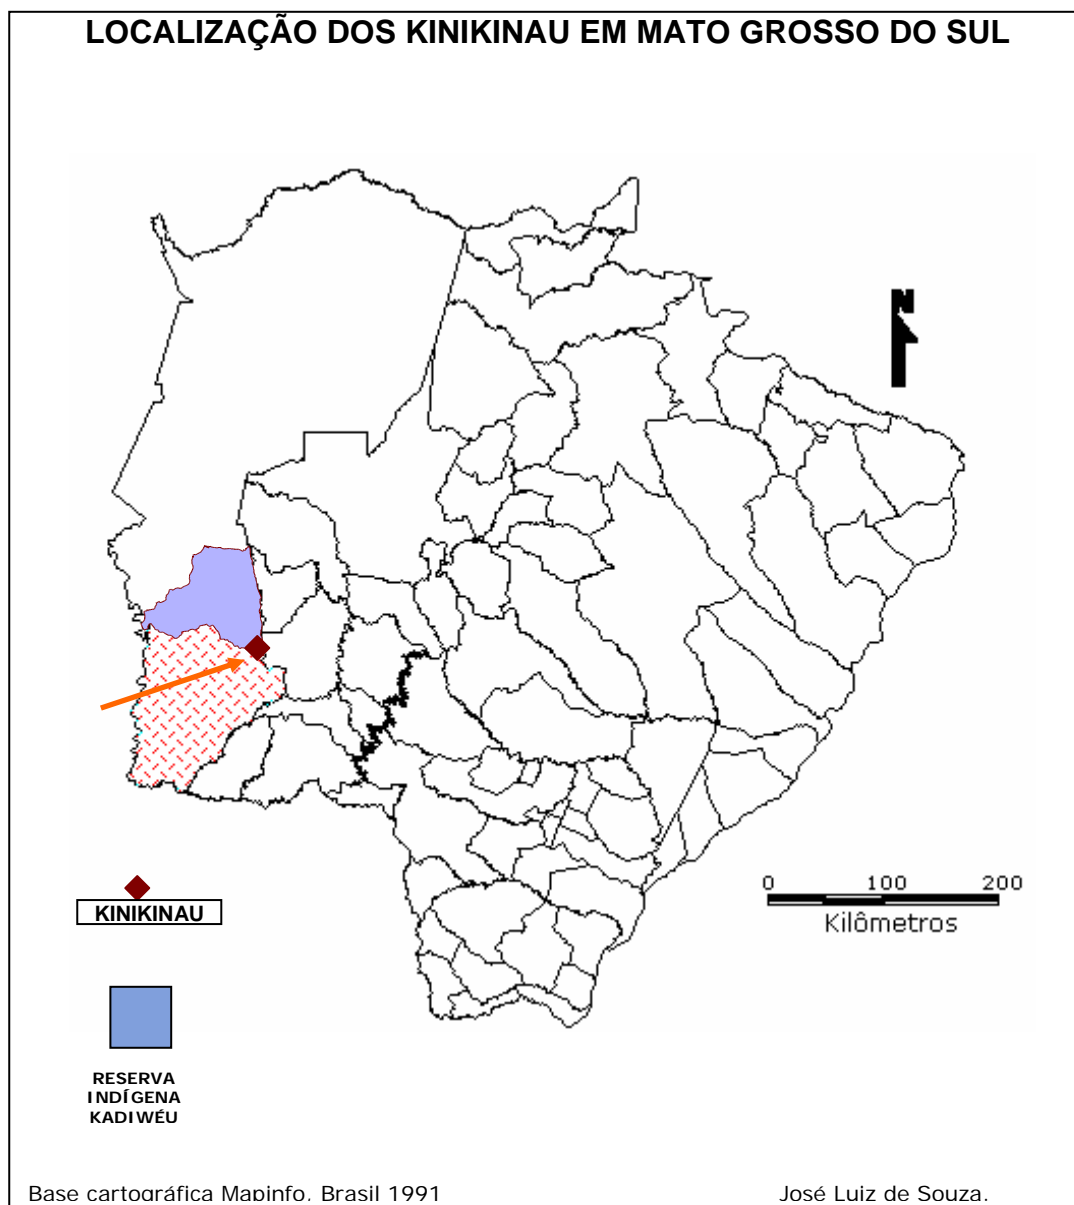 LOCALIZAÇÃO DOS KINIKINAU EM MATO GROSSO DO SUL
N
0 100 200
Kilômetros
KINIKINAU
RESERVA
INDÍGENA
KADIWÉU
Base cartográfica Mapinfo. Brasil 1991 José Luiz de Souza.